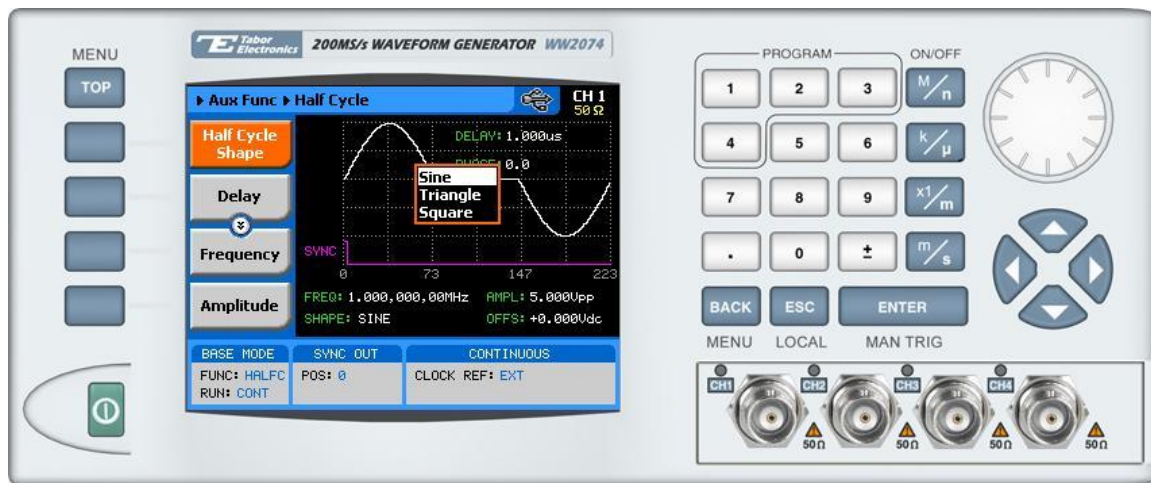 MENU
TOP
TE Tabor Electronics 200MS/s WAVEFORM GENERATOR WW2074
Aux Func Half Cycle
CH 1
50 Ω
Half Cycle Shape
Delay
Frequency
Amplitude
DELAY: 1.000us
PHASE: 0.0
Sine
Triangle
Square
SYNC
0 73 147 223
FREQ: 1.000,000,00MHz AMPL: 5.000Vpp
SHAPE: SINE OFFS: +0.000Vdc
BASE MODE SYNC OUT CONTINUOUS
FUNC: HALFC POS: 0 CLOCK REF: EXT
RUN: CONT
PROGRAM ON/OFF
1 2 3 M/n
4 5 6 k/µ
7 8 9 x1/m
. 0 ± m/s
BACK ESC ENTER
MENU LOCAL MAN TRIG
CH1 CH2 CH3 CH4
50Ω 50Ω 50Ω 50Ω